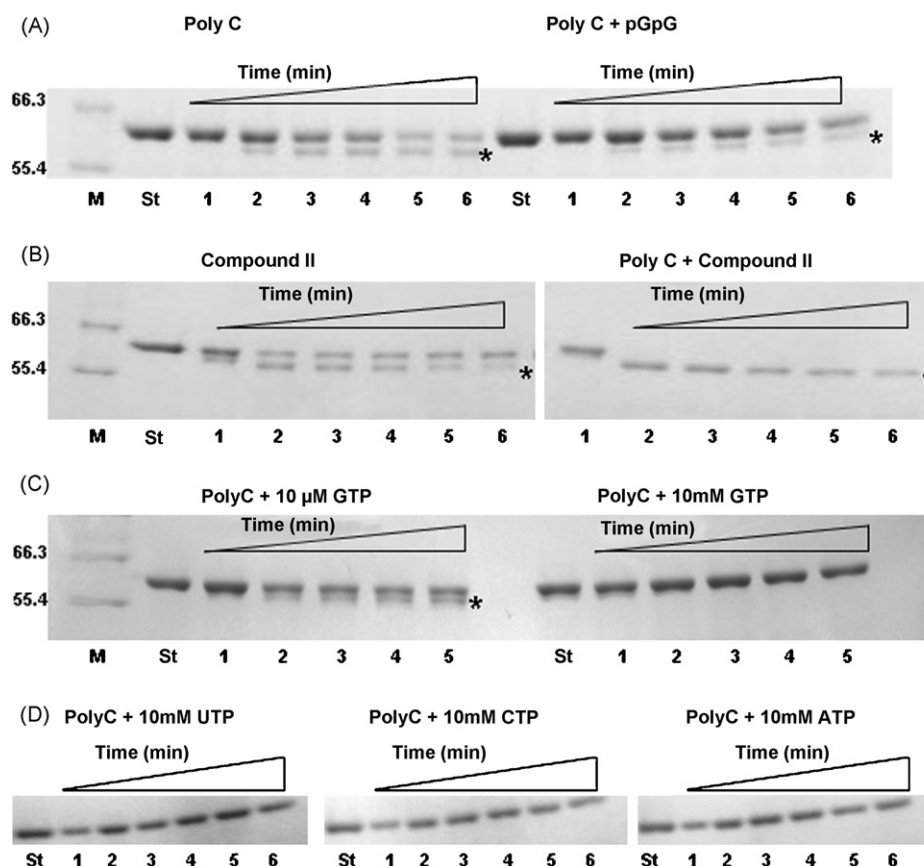 (A) Poly C Poly C + pGpG
Time (min) Time (min)
66.3
*
*
55.4
M St 1 2 3 4 5 6 St 1 2 3 4 5 6
(B) Compound II Poly C + Compound II
Time (min) Time (min)
66.3
55.4 *
M St 1 2 3 4 5 6 1 2 3 4 5 6
(C) PolyC + 10 µM GTP PolyC + 10mM GTP
Time (min) Time (min)
66.3
55.4 *
M St 1 2 3 4 5 St 1 2 3 4 5
(D) PolyC + 10mM UTP PolyC + 10mM CTP PolyC + 10mM ATP
Time (min) Time (min) Time (min)
St 1 2 3 4 5 6 St 1 2 3 4 5 6 St 1 2 3 4 5 6